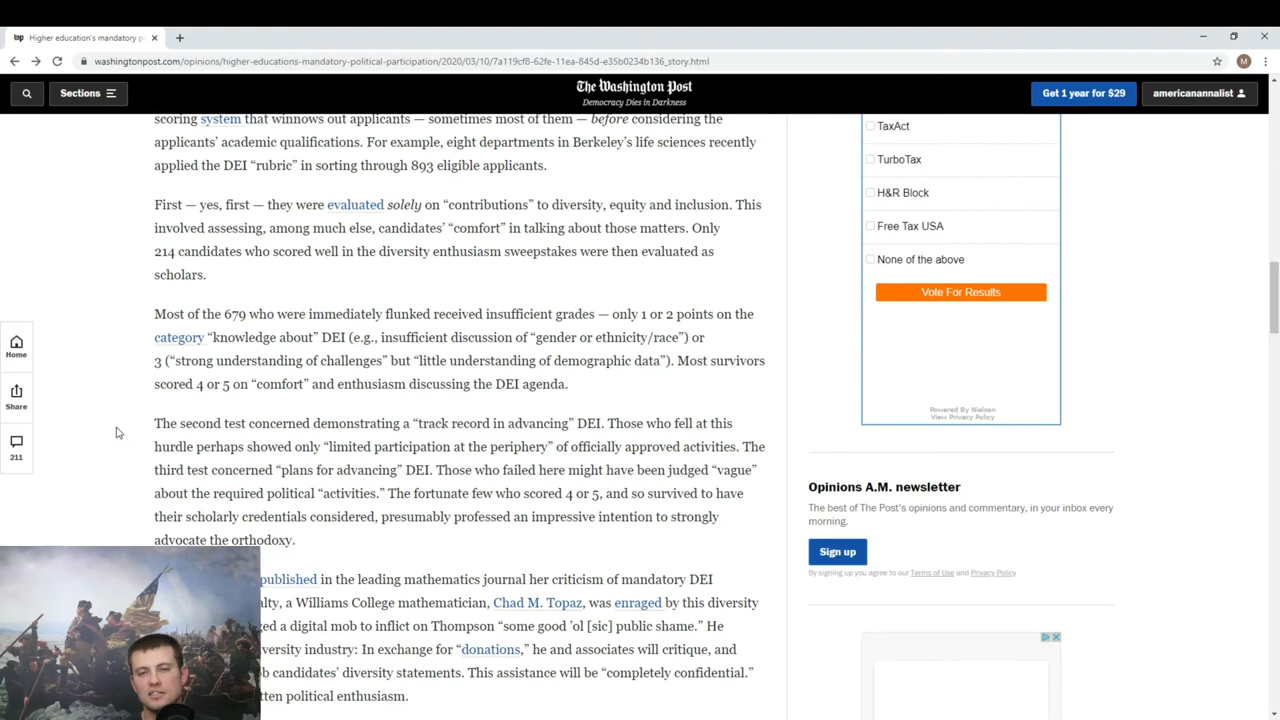 Higher education's mandatory po
washingtonpost.com/opinions/higher-educations-mandatory-political-participation/2020/03/10/7a119cf8-62fe-11ea-845d-e35b0234b136_story.html
M
Sections
The Washington Post
Democracy Dies in Darkness
Get 1 year for $29
americanannalist
scoring system that winnows out applicants — sometimes most of them — before considering the
applicants' academic qualifications. For example, eight departments in Berkeley's life sciences recently
applied the DEI “rubric” in sorting through 893 eligible applicants.
First — yes, first — they were evaluated solely on “contributions” to diversity, equity and inclusion. This
involved assessing, among much else, candidates' “comfort” in talking about those matters. Only
214 candidates who scored well in the diversity enthusiasm sweepstakes were then evaluated as
scholars.
Most of the 679 who were immediately flunked received insufficient grades — only 1 or 2 points on the
category “knowledge about” DEI (e.g., insufficient discussion of “gender or ethnicity/race”) or
3 (“strong understanding of challenges” but “little understanding of demographic data”). Most survivors
scored 4 or 5 on “comfort” and enthusiasm discussing the DEI agenda.
The second test concerned demonstrating a “track record in advancing” DEI. Those who fell at this
hurdle perhaps showed only “limited participation at the periphery” of officially approved activities. The
third test concerned “plans for advancing” DEI. Those who failed here might have been judged “vague”
about the required political “activities.” The fortunate few who scored 4 or 5, and so survived to have
their scholarly credentials considered, presumably professed an impressive intention to strongly
advocate the orthodoxy.
published in the leading mathematics journal her criticism of mandatory DEI
alty, a Williams College mathematician, Chad M. Topaz, was enraged by this diversity
ged a digital mob to inflict on Thompson “some good 'ol [sic] public shame.” He
versity industry: In exchange for “donations,” he and associates will critique, and
b candidates' diversity statements. This assistance will be “completely confidential.”
tten political enthusiasm.
Home
Share
211
TaxAct
TurboTax
H&R Block
Free Tax USA
None of the above
Vote For Results
Powered By Nielsen
View Privacy Policy
Opinions A.M. newsletter
The best of The Post's opinions and commentary, in your inbox every
morning.
Sign up
By signing up you agree to our Terms of Use and Privacy Policy